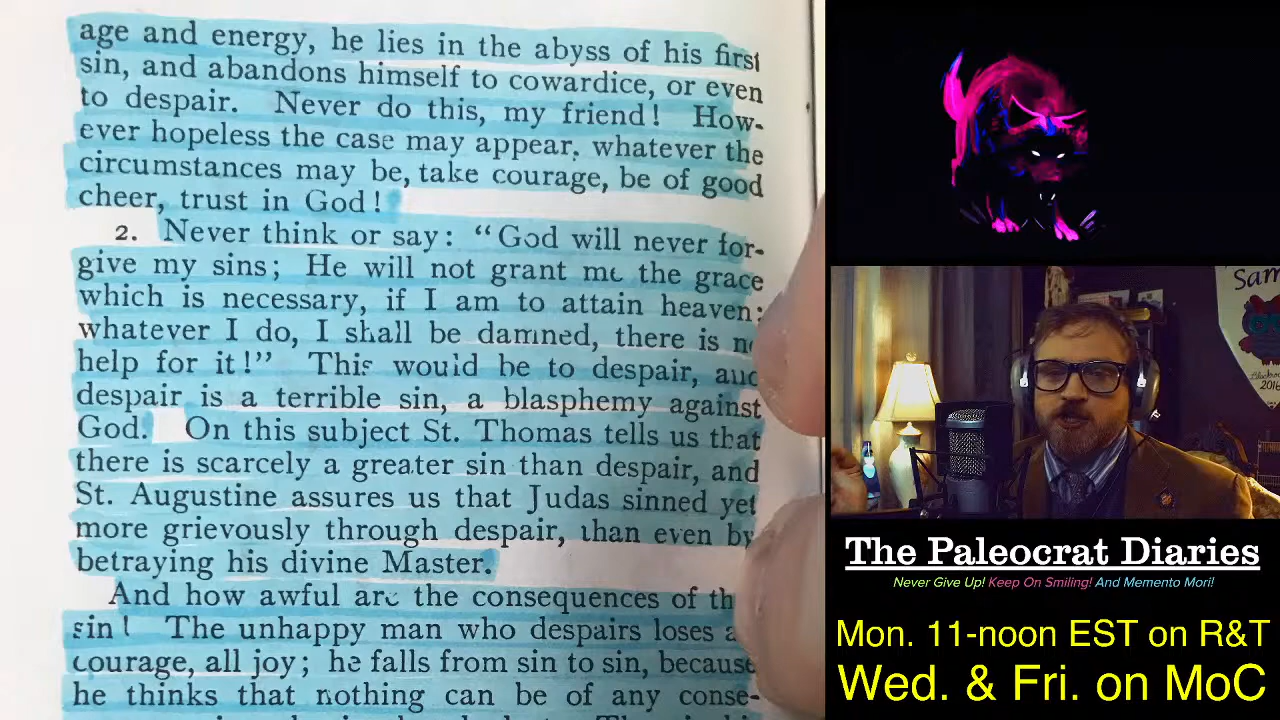 age and energy, he lies in the abyss of his first
sin, and abandons himself to cowardice, or even
to despair. Never do this, my friend! How-
ever hopeless the case may appear, whatever the
circumstances may be, take courage, be of good
cheer, trust in God!
2. Never think or say: "God will never for-
give my sins; He will not grant me the grace
which is necessary, if I am to attain heaven;
whatever I do, I shall be damned, there is no
help for it!" This would be to despair, and
despair is a terrible sin, a blasphemy against
God. On this subject St. Thomas tells us that
there is scarcely a greater sin than despair, and
St. Augustine assures us that Judas sinned yet
more grievously through despair, than even by
betraying his divine Master.
And how awful are the consequences of th
sin! The unhappy man who despairs loses a
courage, all joy; he falls from sin to sin, because
he thinks that nothing can be of any conse-
Sam
2016
The Paleocrat Diaries
Never Give Up! Keep On Smiling! And Memento Mori!
Mon. 11-noon EST on R&T
Wed. & Fri. on MoC